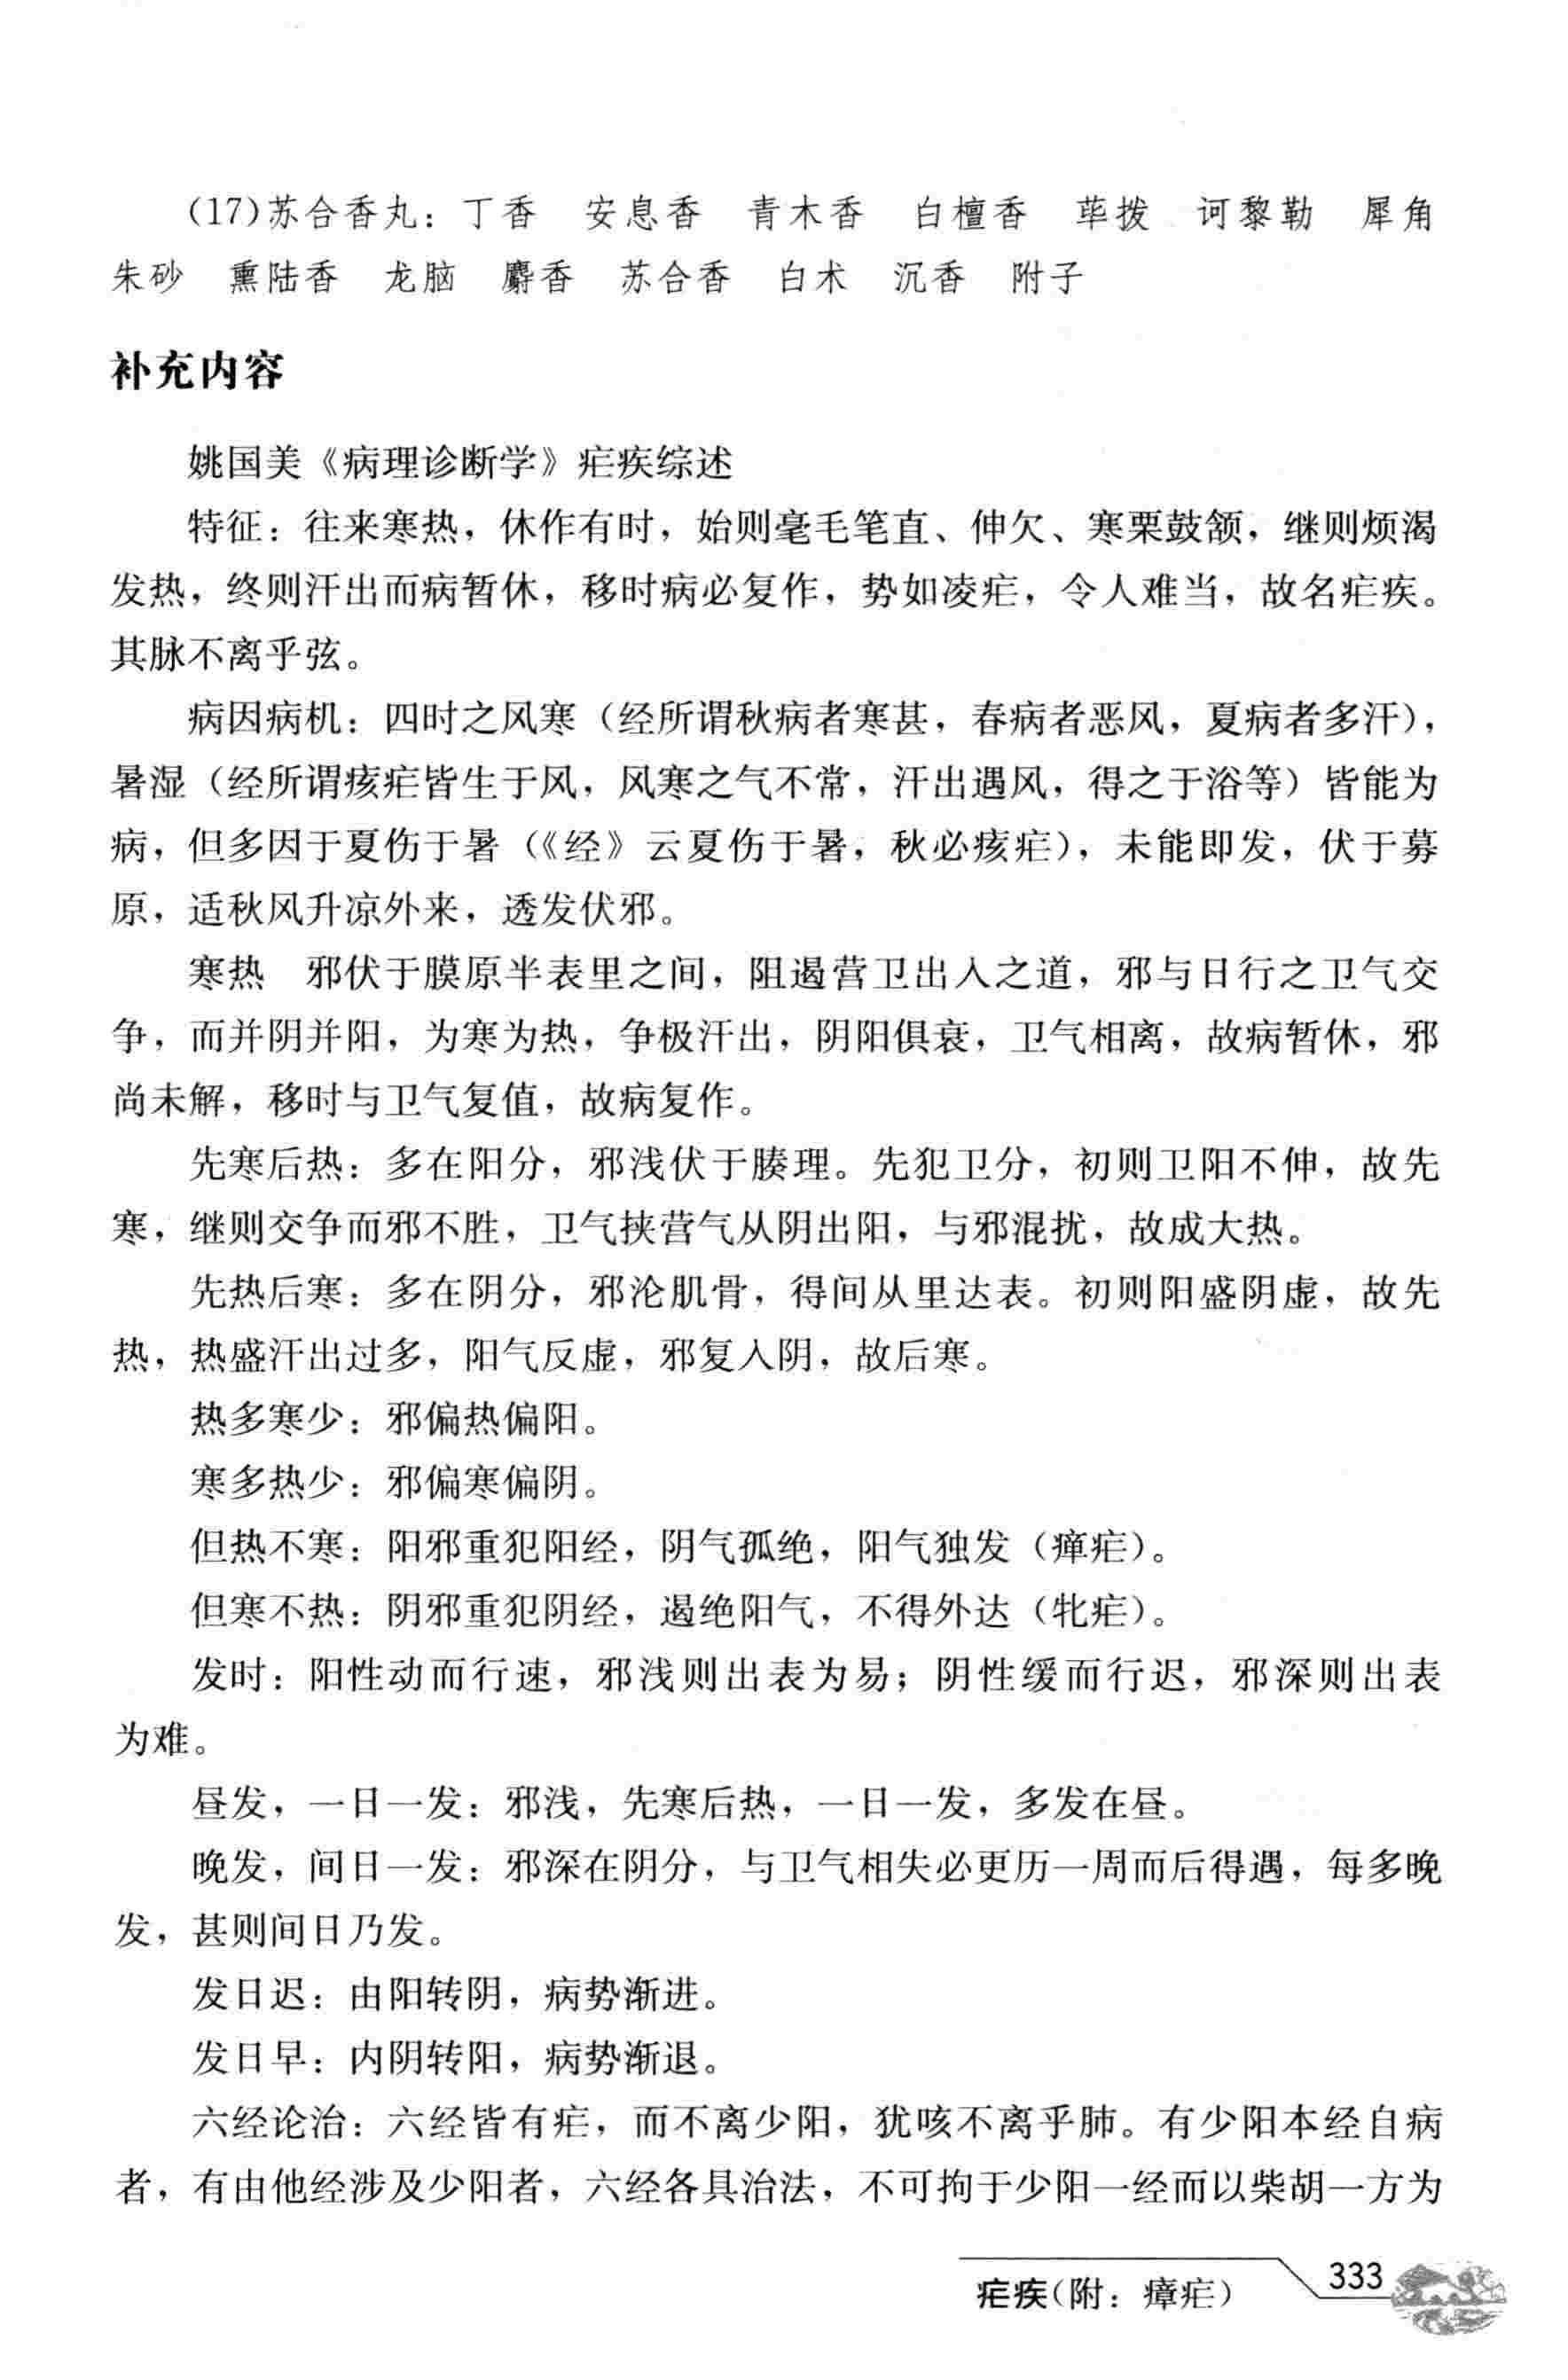 (17)苏合香丸：丁香　安息香　青木香　白檀香　荜拨　诃黎勒　犀角
朱砂　熏陆香　龙脑　麝香　苏合香　白术　沉香　附子
补充内容
姚国美《病理诊断学》疟疾综述
特征：往来寒热，休作有时，始则毫毛笔直、伸欠、寒栗鼓颔，继则烦渴
发热，终则汗出而病暂休，移时病必复作，势如凌疟，令人难当，故名疟疾。
其脉不离乎弦。
病因病机：四时之风寒（经所谓秋病者寒甚，春病者恶风，夏病者多汗），
暑湿（经所谓痎疟皆生于风，风寒之气不常，汗出遇风，得之于浴等）皆能为
病，但多因于夏伤于暑（《经》云夏伤于暑，秋必痎疟），未能即发，伏于募
原，适秋风升凉外来，透发伏邪。
寒热　邪伏于膜原半表里之间，阻遏营卫出入之道，邪与日行之卫气交
争，而并阴并阳，为寒为热，争极汗出，阴阳俱衰，卫气相离，故病暂休，邪
尚未解，移时与卫气复值，故病复作。
先寒后热：多在阳分，邪浅伏于腠理。先犯卫分，初则卫阳不伸，故先
寒，继则交争而邪不胜，卫气挟营气从阴出阳，与邪混扰，故成大热。
先热后寒：多在阴分，邪沦肌骨，得间从里达表。初则阳盛阴虚，故先
热，热盛汗出过多，阳气反虚，邪复入阴，故后寒。
热多寒少：邪偏热偏阳。
寒多热少：邪偏寒偏阴。
但热不寒：阳邪重犯阳经，阴气孤绝，阳气独发（瘅疟）。
但寒不热：阴邪重犯阴经，遏绝阳气，不得外达（牝疟）。
发时：阳性动而行速，邪浅则出表为易；阴性缓而行迟，邪深则出表
为难。
昼发，一日一发：邪浅，先寒后热，一日一发，多发在昼。
晚发，间日一发：邪深在阴分，与卫气相失必更历一周而后得遇，每多晚
发，甚则间日乃发。
发日迟：由阳转阴，病势渐进。
发日早：内阴转阳，病势渐退。
六经论治：六经皆有疟，而不离少阳，犹咳不离乎肺。有少阳本经自病
者，有由他经涉及少阳者，六经各具治法，不可拘于少阳一经而以柴胡一方为
疟疾(附：瘴疟)
333